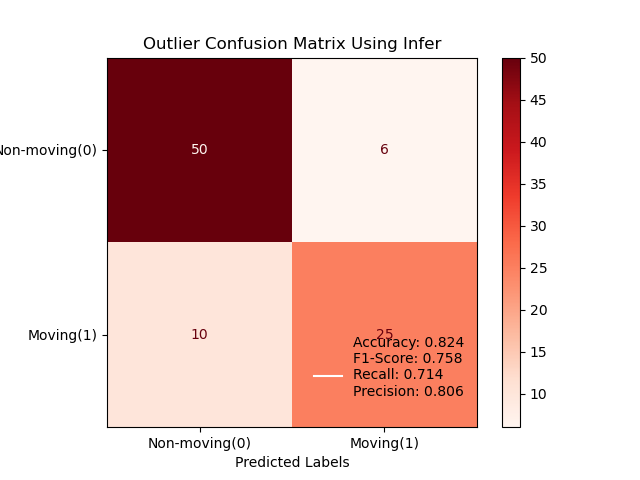 Outlier Confusion Matrix Using Infer
Non-moving(0)
50
6
Moving(1)
10
25
Accuracy: 0.824
F1-Score: 0.758
Recall: 0.714
Precision: 0.806
Non-moving(0)
Moving(1)
Predicted Labels
50
45
40
35
30
25
20
15
10